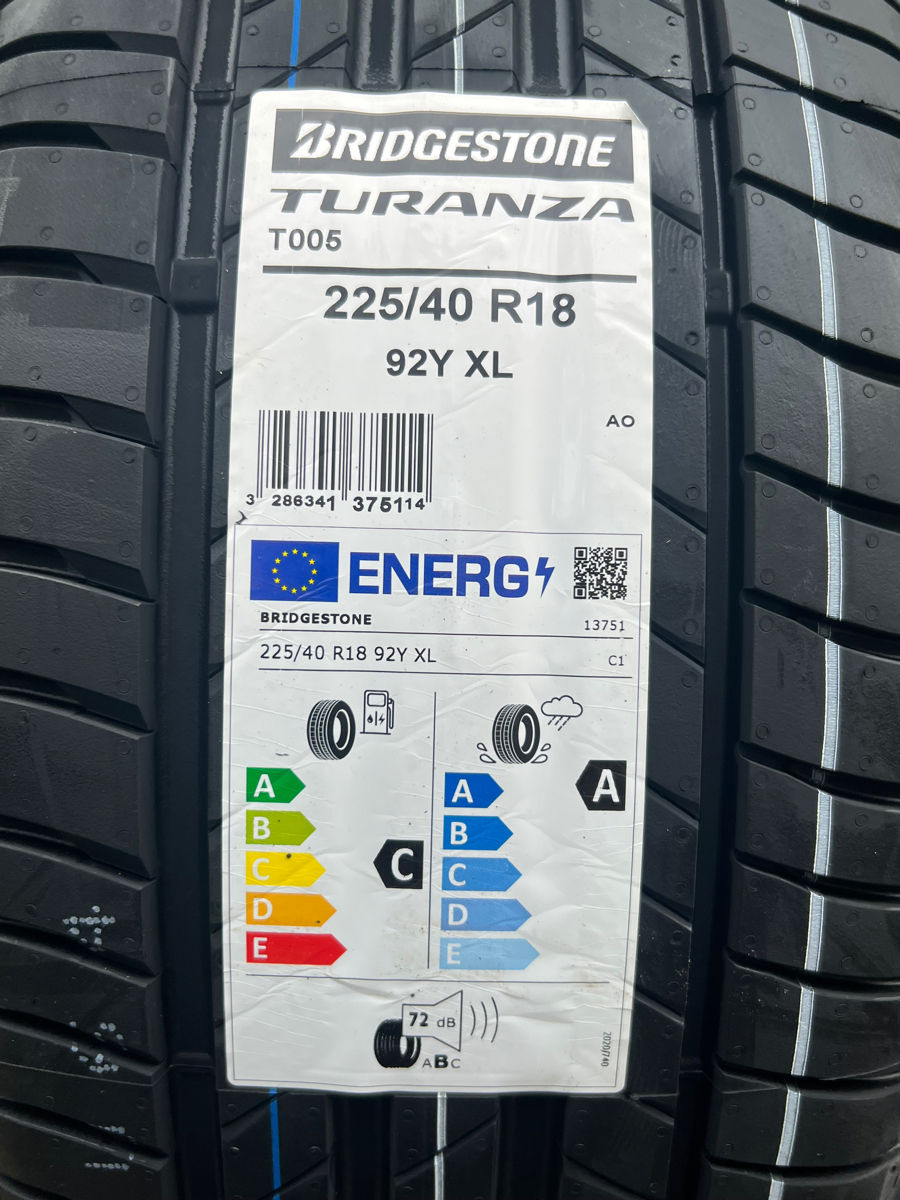 BRIDGESTONE
TURANZA
T005
225/40 R18
92Y XL
AO
3 286341 375114
ENERG
BRIDGESTONE
13751
225/40 R18 92Y XL
C1
A
B
C
D
E
C
A
B
C
D
E
A
72 dB
ABC
2020/740